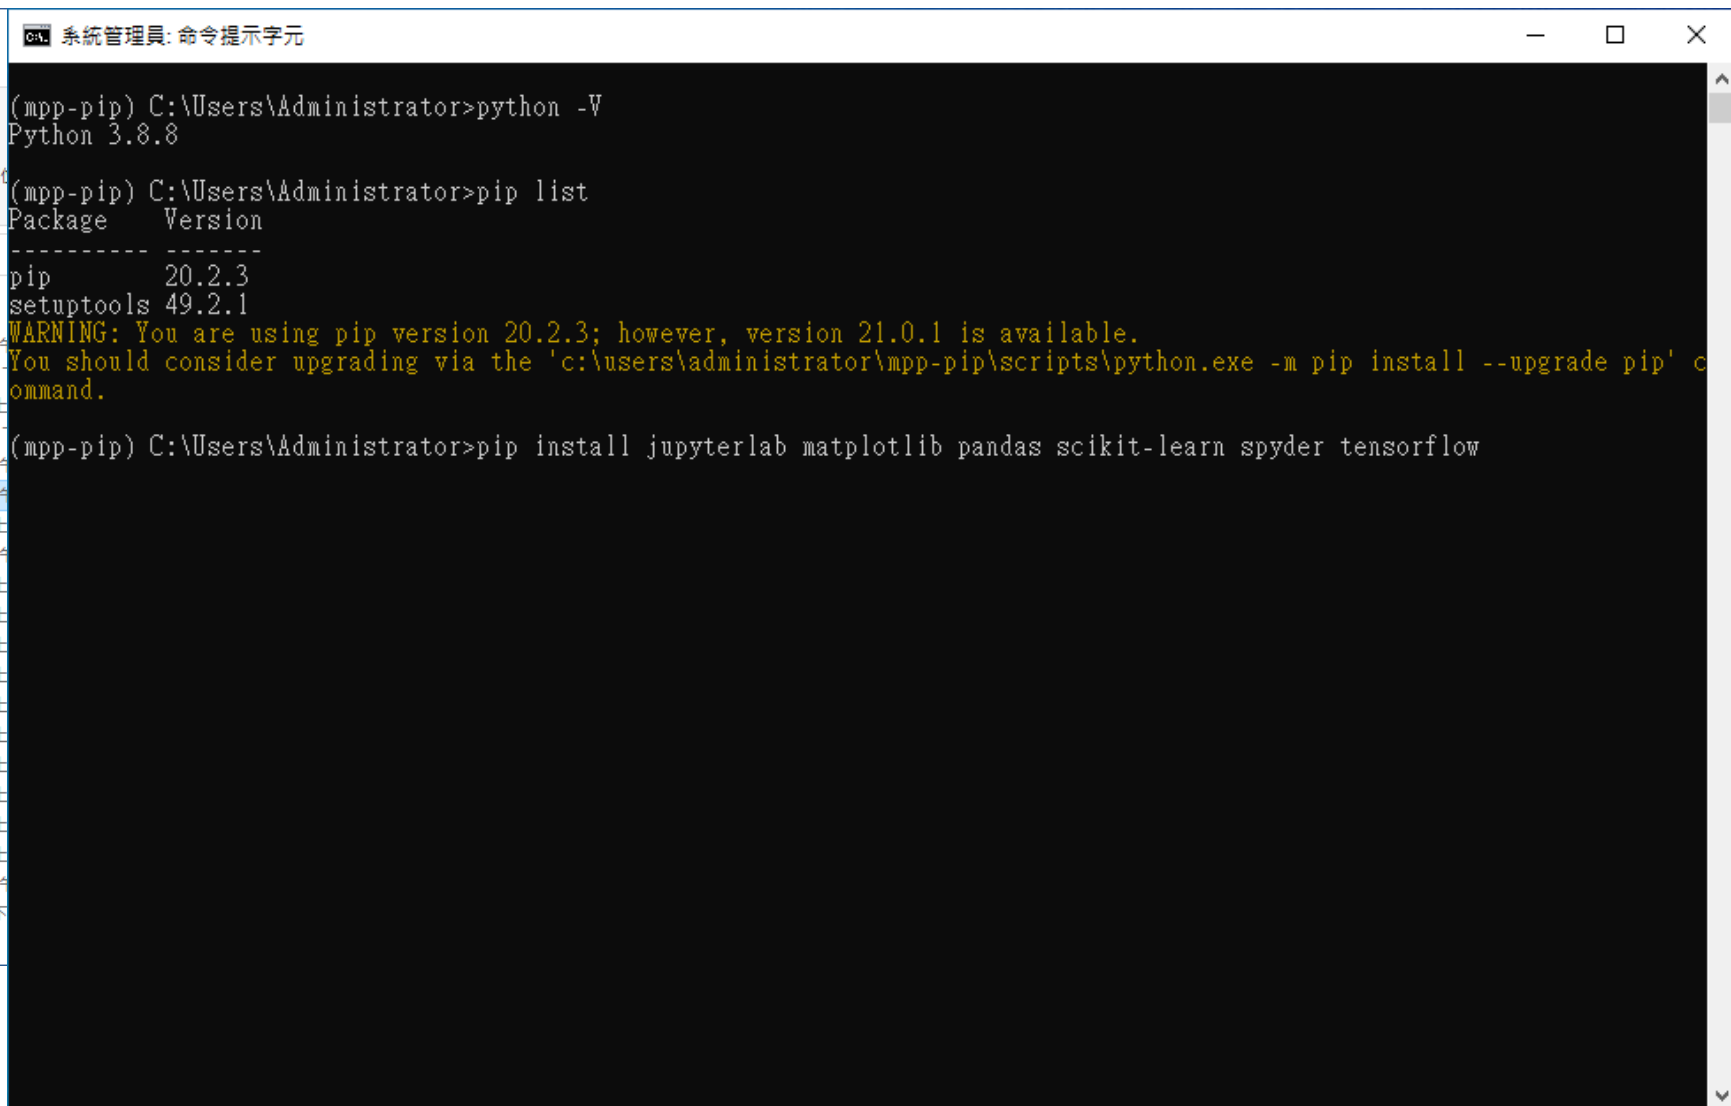 系統管理員: 命令提示字元
(mpp-pip) C:\Users\Administrator>python -V
Python 3.8.8
(mpp-pip) C:\Users\Administrator>pip list
Package    Version
---------- -------
pip        20.2.3
setuptools 49.2.1
WARNING: You are using pip version 20.2.3; however, version 21.0.1 is available.
You should consider upgrading via the 'c:\users\administrator\mpp-pip\scripts\python.exe -m pip install --upgrade pip' c
ommand.
(mpp-pip) C:\Users\Administrator>pip install jupyterlab matplotlib pandas scikit-learn spyder tensorflow